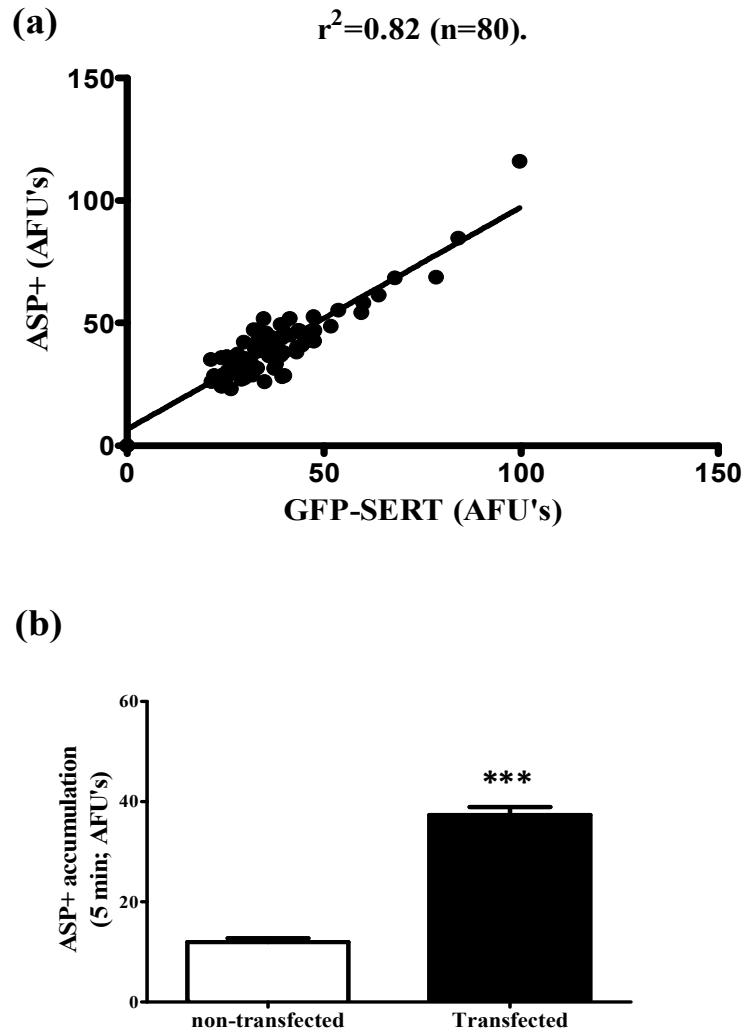 (a)
r²=0.82 (n=80).
150
100
50
0
ASP+ (AFU's)
0 50 100 150
GFP-SERT (AFU's)
(b)
60
40
20
0
ASP+ accumulation
(5 min; AFU's)
***
non-transfected Transfected